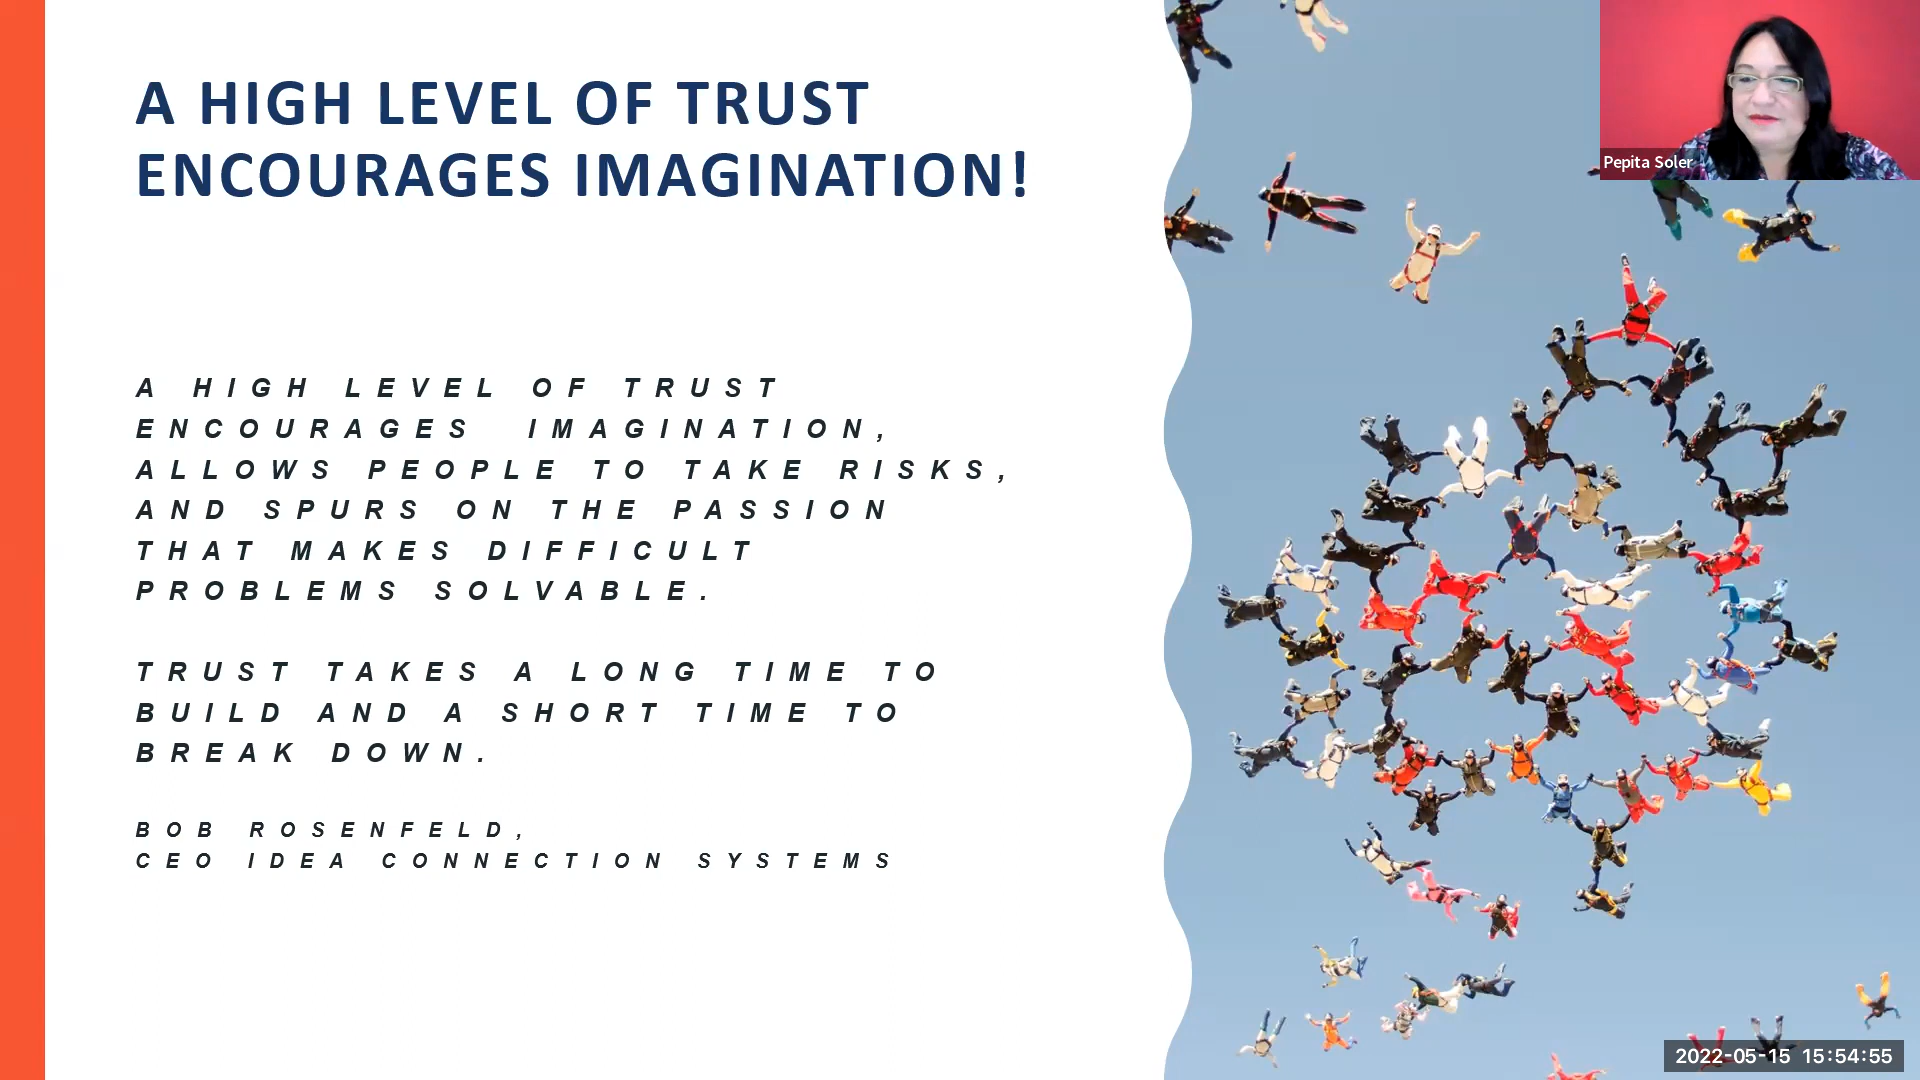 A HIGH LEVEL OF TRUST
ENCOURAGES IMAGINATION!
A HIGH LEVEL OF TRUST
ENCOURAGES IMAGINATION,
ALLOWS PEOPLE TO TAKE RISKS,
AND SPURS ON THE PASSION
THAT MAKES DIFFICULT
PROBLEMS SOLVABLE.
TRUST TAKES A LONG TIME TO
BUILD AND A SHORT TIME TO
BREAK DOWN.
BOB ROSENFELD,
CEO IDEA CONNECTION SYSTEMS
Pepita Soler
2022-05-15 15:54:55